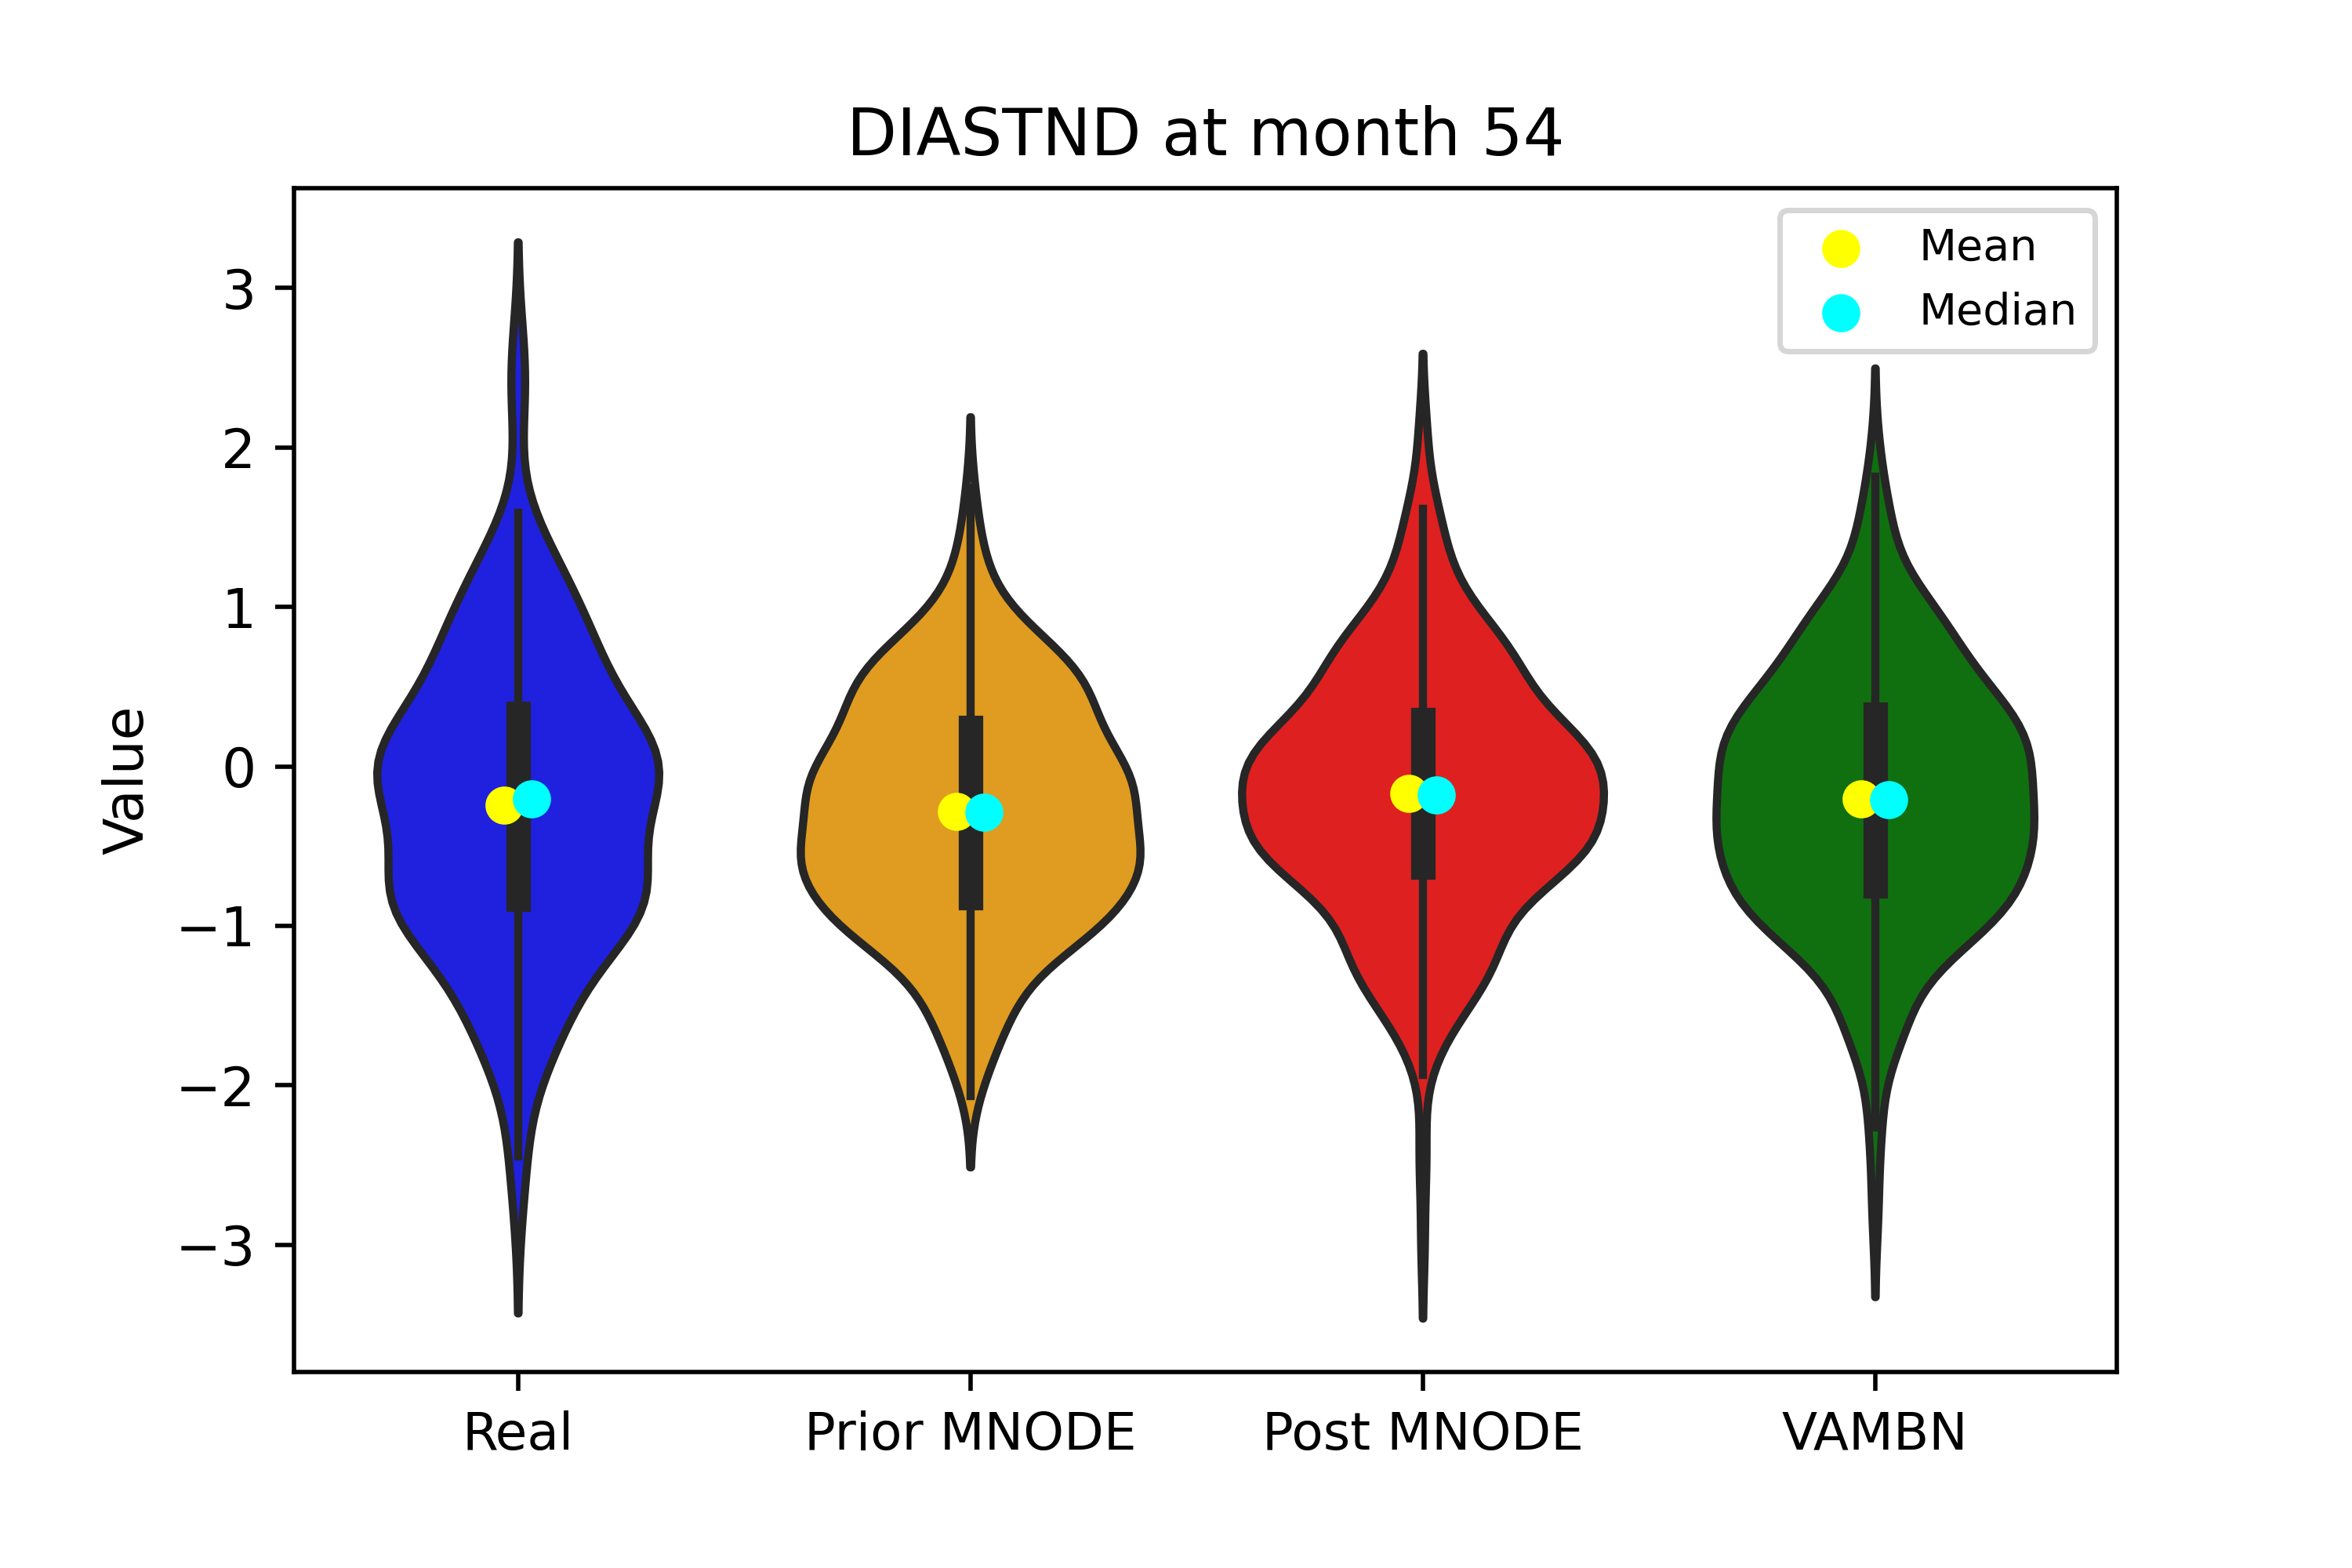 DIASTND at month 54
Mean
Median
3
2
1
0
−1
−2
−3
Value
Real
Prior MNODE
Post MNODE
VAMBN